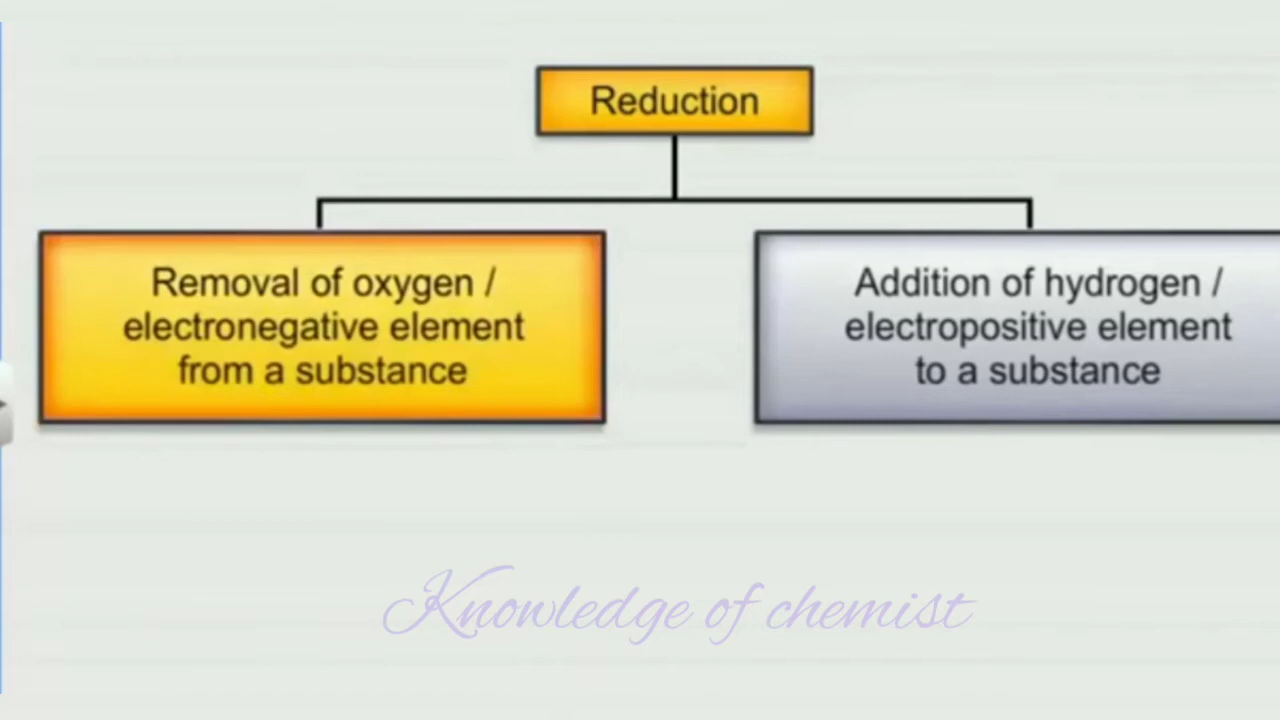 Reduction
Removal of oxygen /
electronegative element
from a substance
Addition of hydrogen /
electropositive element
to a substance
Knowledge of chemist